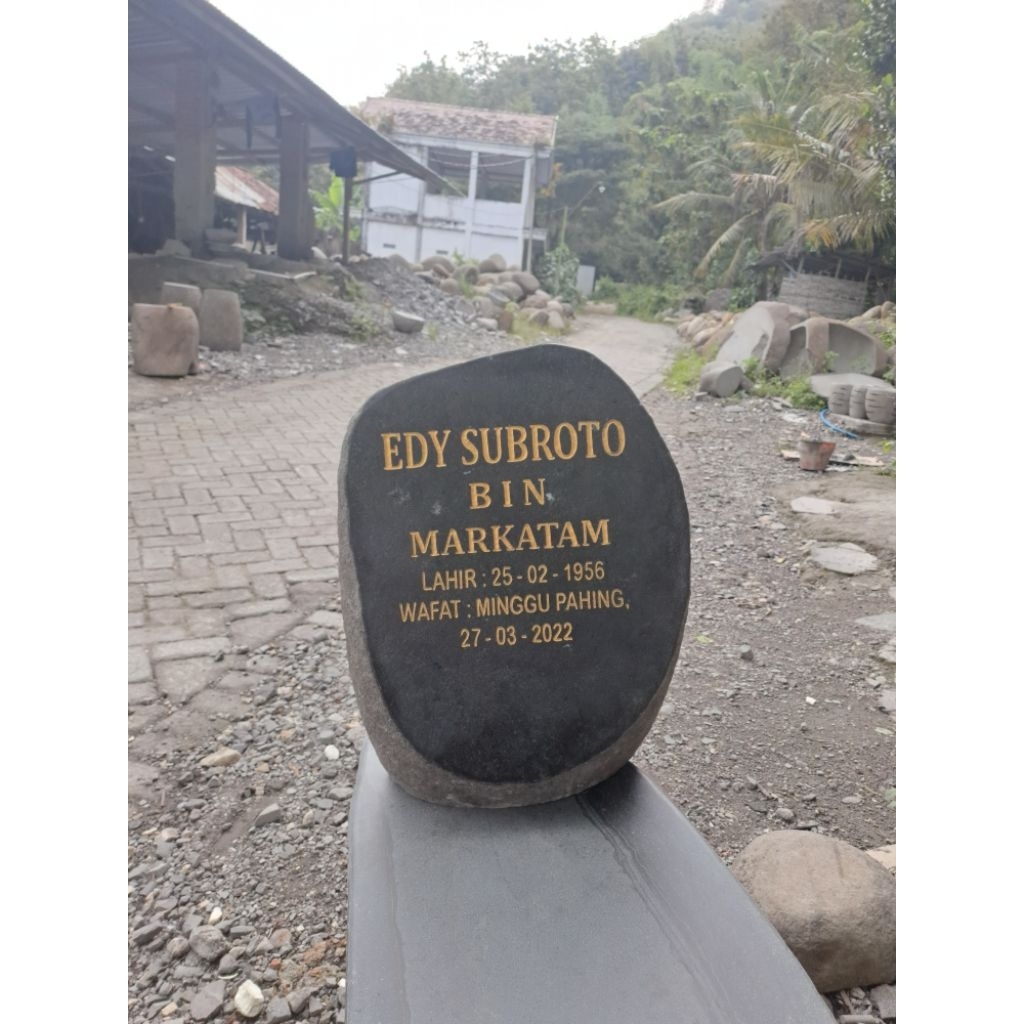 EDY SUBROTO
BIN
MARKATAM
LAHIR : 25 - 02 - 1956
WAFAT : MINGGU PAHING,
27 - 03 - 2022